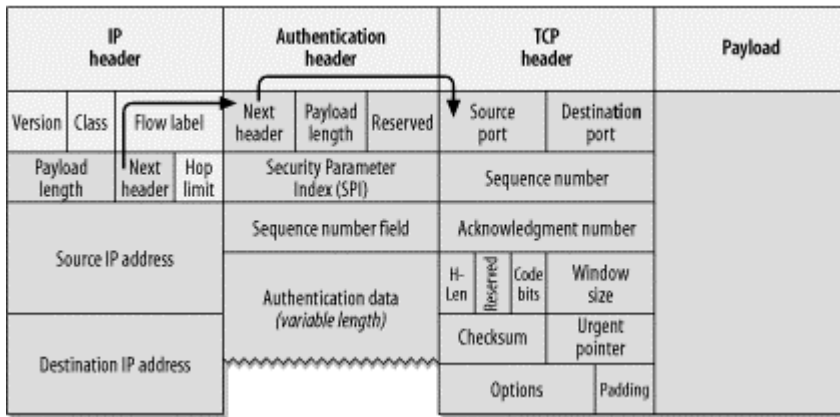 IP
header
Authentication
header
TCP
header
Payload
Version
Class
Flow label
Next
header
Payload
length
Reserved
Source
port
Destination
port
Payload
length
Next
header
Hop
limit
Security Parameter
Index (SPI)
Sequence number
Source IP address
Sequence number field
Acknowledgment number
Authentication data
(variable length)
H-
Len
Reserved
Code
bits
Window
size
Destination IP address
Checksum
Urgent
pointer
Options
Padding